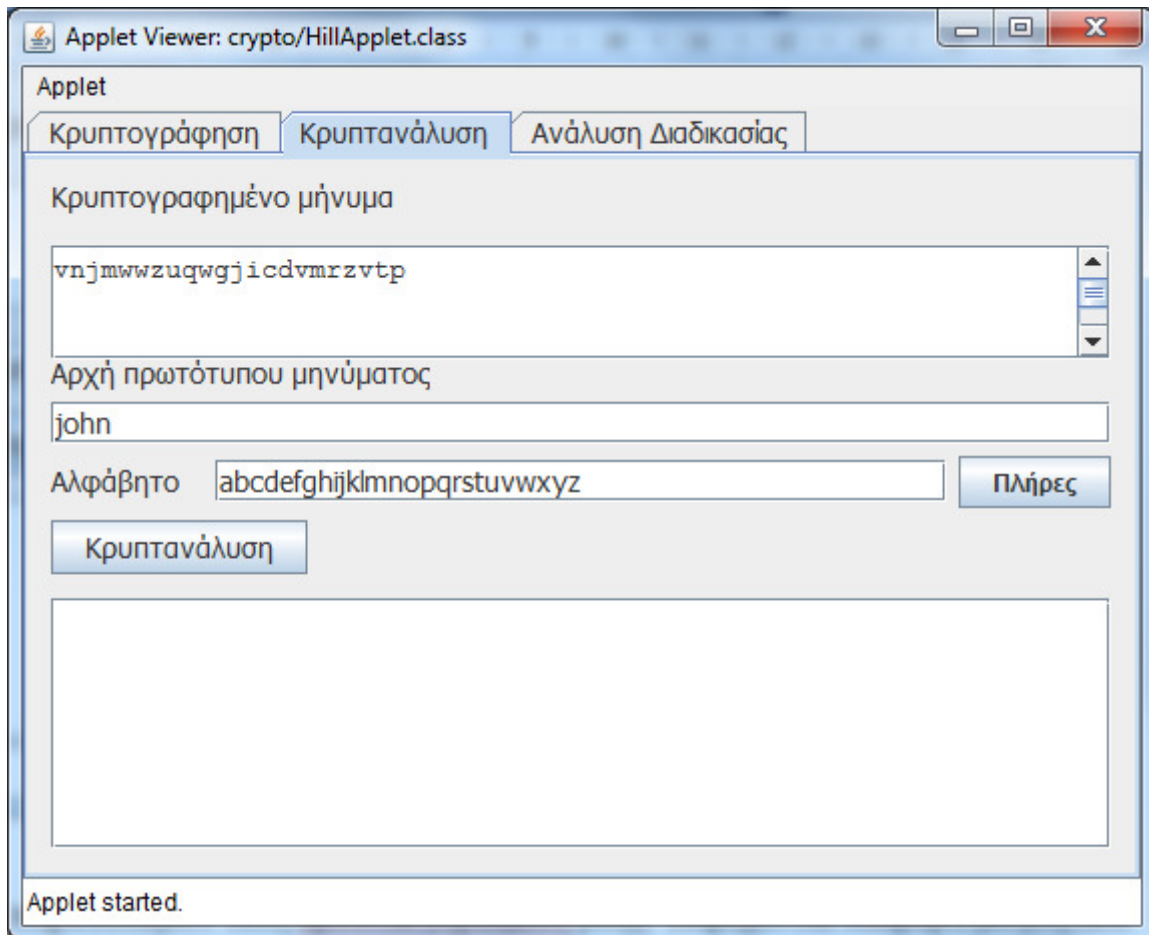 Applet Viewer: crypto/HillApplet.class
Applet
Κρυπτογράφηση Κρυπτανάλυση Ανάλυση Διαδικασίας
Κρυπτογραφημένο μήνυμα
vnjmwwzuqwgjicdvmrzvtp
Αρχή πρωτότυπου μηνύματος
john
Αλφάβητο abcdefghijklmnopqrstuvwxyz Πλήρες
Κρυπτανάλυση
Applet started.